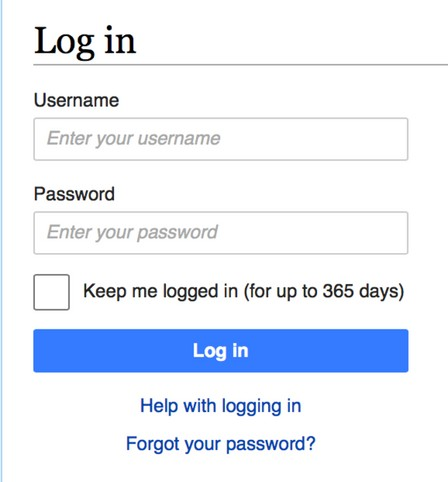 Log in
Username
Enter your username
Password
Enter your password
Keep me logged in (for up to 365 days)
Log in
Help with logging in
Forgot your password?